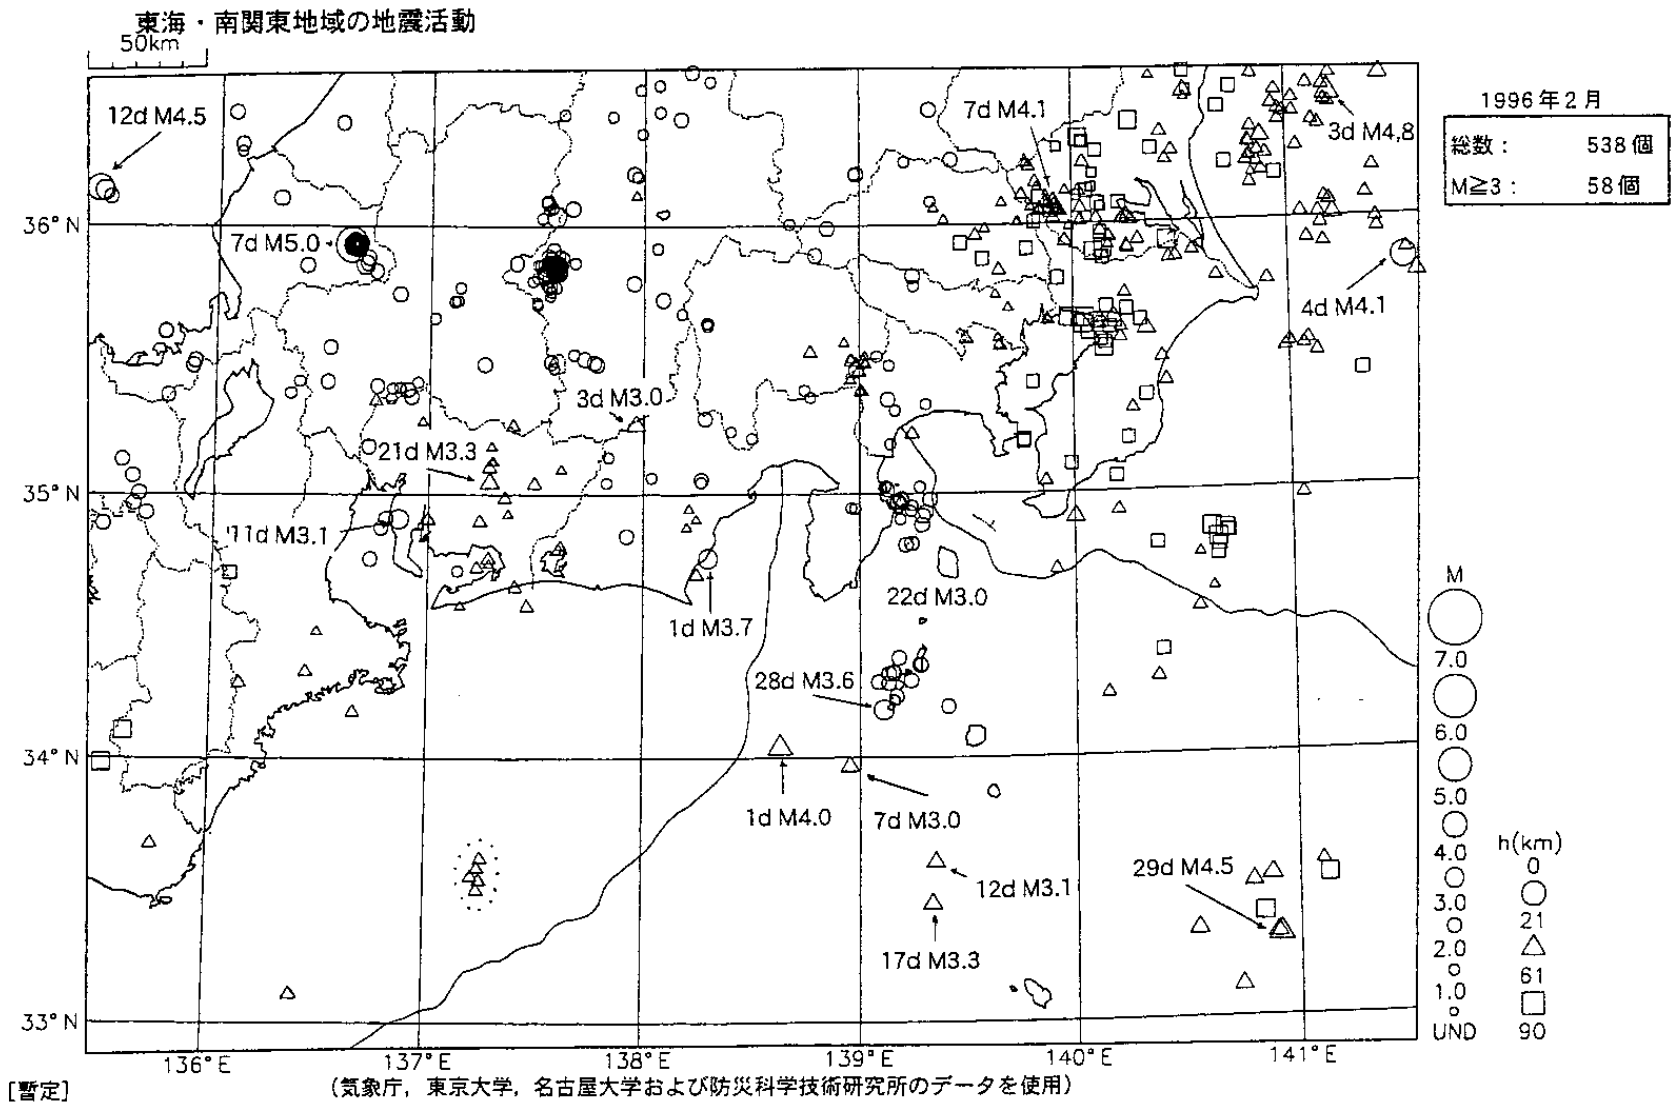 東海・南関東地域の地震活動
50km
1996年2月
総数： 538個
M≧3： 58個
12d M4.5
7d M4.1
3d M4.8
36°N
7d M5.0
4d M4.1
3d M3.0
21d M3.3
35°N
11d M3.1
22d M3.0
1d M3.7
28d M3.6
34°N
1d M4.0
7d M3.0
12d M3.1
29d M4.5
17d M3.3
33°N
136°E
137°E
138°E
139°E
140°E
141°E
M
7.0
6.0
5.0
4.0
3.0
2.0
1.0
UND
h(km)
0
21
61
90
[暫定]
(気象庁，東京大学，名古屋大学および防災科学技術研究所のデータを使用)